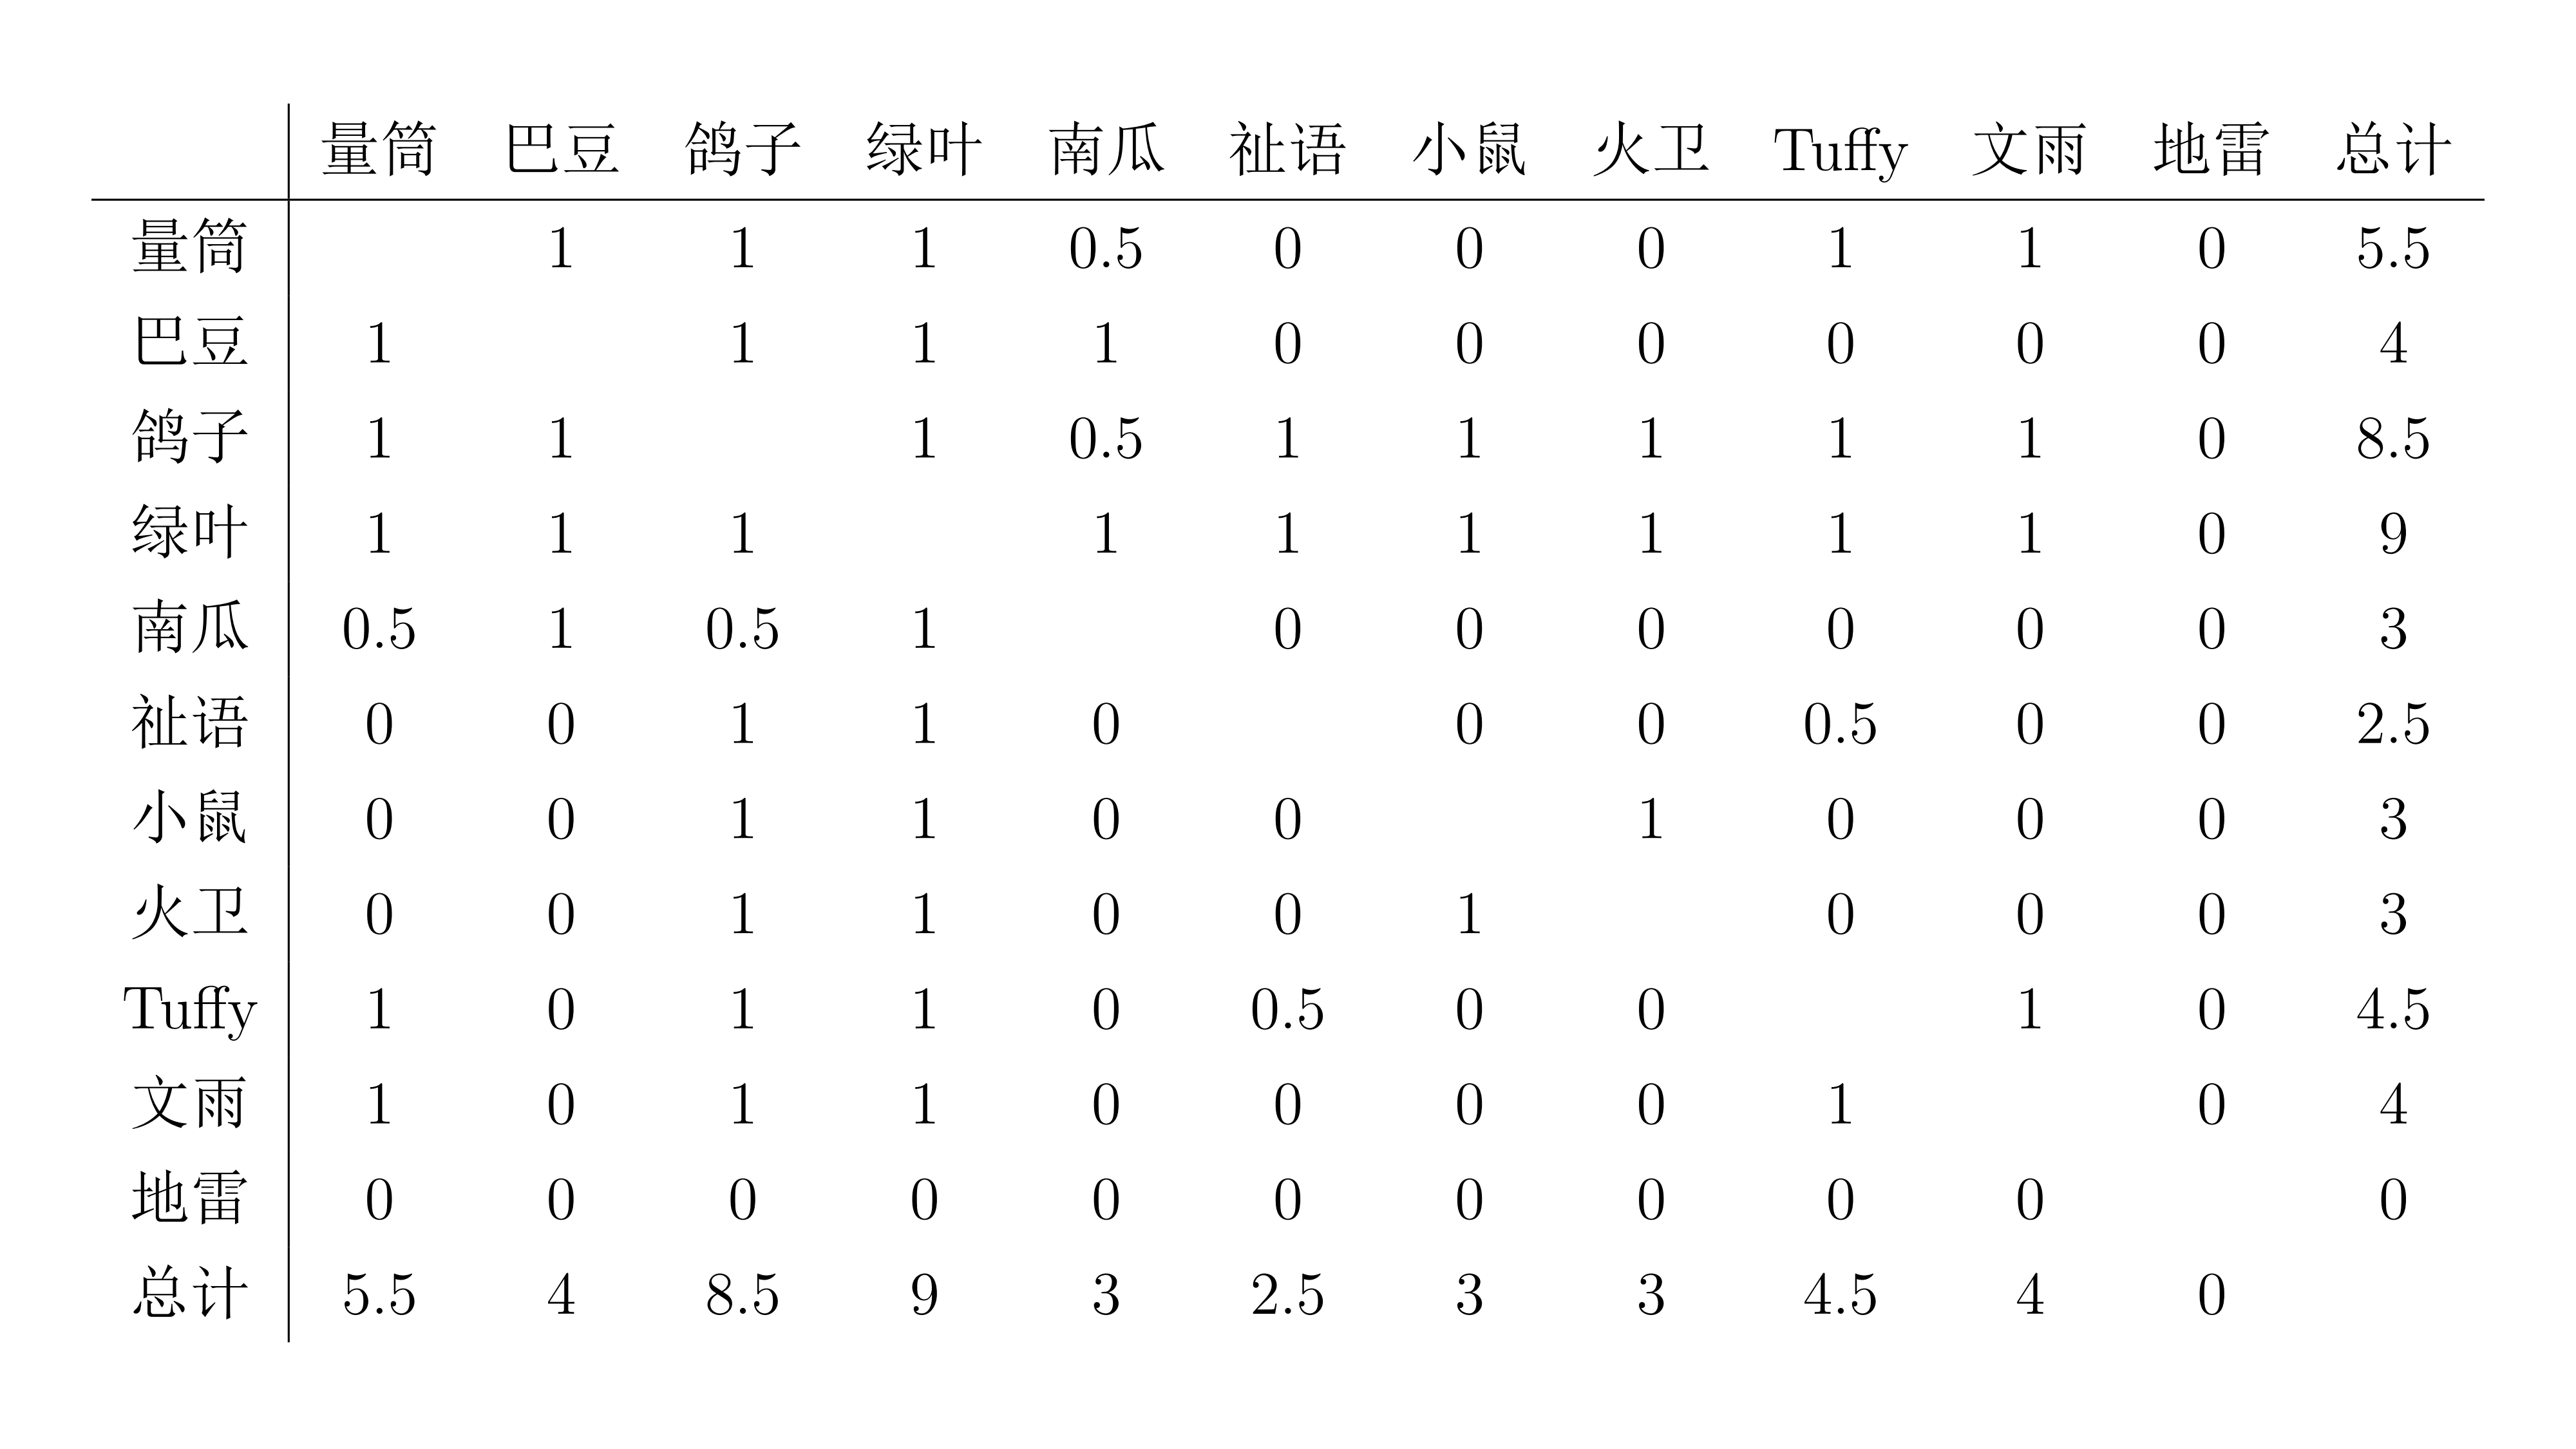 量筒 巴豆 鸽子 绿叶 南瓜 祉语 小鼠 火卫 Tuffy 文雨 地雷 总计
量筒 1 1 1 0.5 0 0 0 1 1 0 5.5
巴豆 1 1 1 1 0 0 0 0 0 0 4
鸽子 1 1 1 0.5 1 1 1 1 1 0 8.5
绿叶 1 1 1 1 1 1 1 1 1 0 9
南瓜 0.5 1 0.5 1 0 0 0 0 0 0 3
祉语 0 0 1 1 0 0 0 0.5 0 0 2.5
小鼠 0 0 1 1 0 0 1 0 0 0 3
火卫 0 0 1 1 0 0 1 0 0 0 3
Tuffy 1 0 1 1 0 0.5 0 0 1 0 4.5
文雨 1 0 1 1 0 0 0 0 1 0 4
地雷 0 0 0 0 0 0 0 0 0 0 0
总计 5.5 4 8.5 9 3 2.5 3 3 4.5 4 0